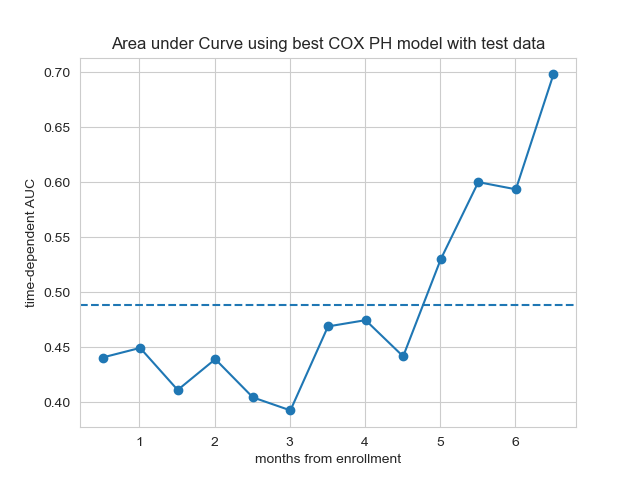 Area under Curve using best COX PH model with test data
time-dependent AUC
0.70
0.65
0.60
0.55
0.50
0.45
0.40
1 2 3 4 5 6
months from enrollment